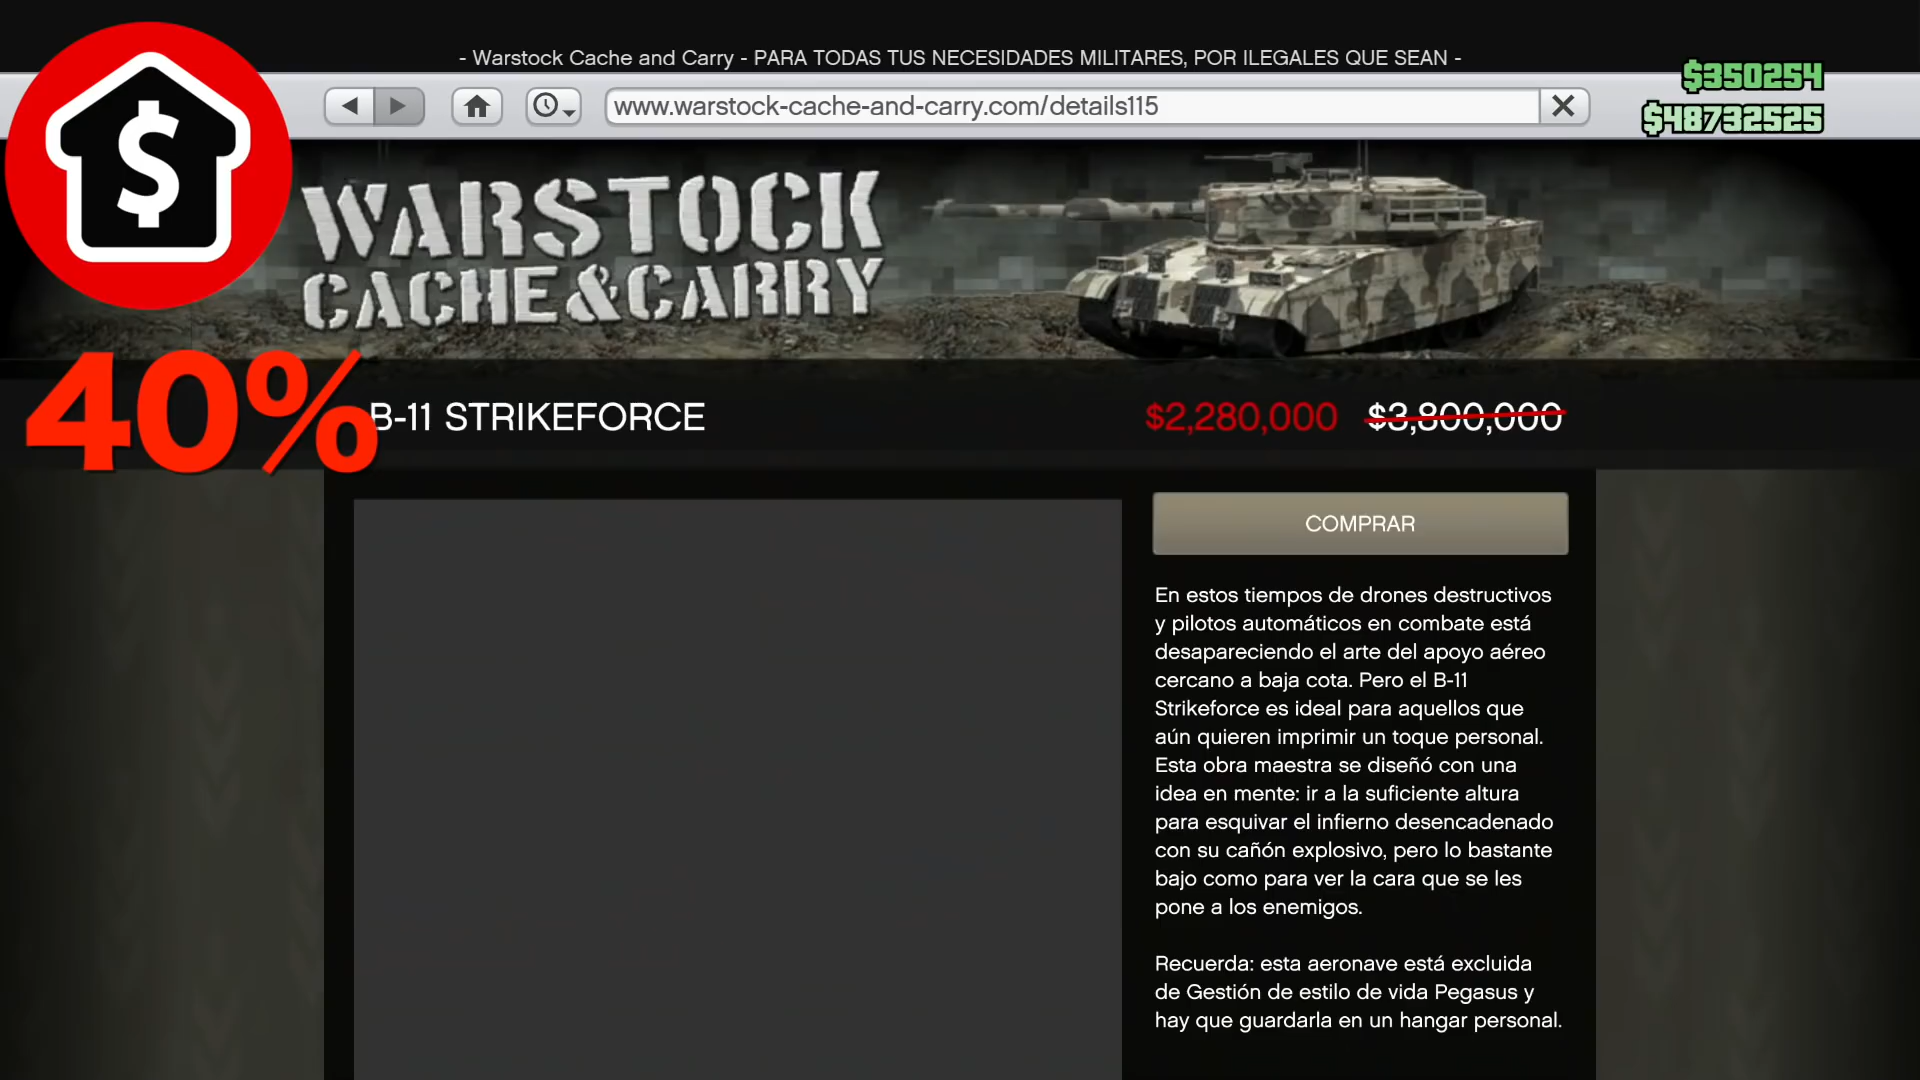 - Warstock Cache and Carry - PARA TODAS TUS NECESIDADES MILITARES, POR ILEGALES QUE SEAN -
$350254
www.warstock-cache-and-carry.com/details115
$48732525
$
WARSTOCK
CACHE & CARRY
40%
B-11 STRIKEFORCE
$2,280,000 $3,800,000
COMPRAR
En estos tiempos de drones destructivos
y pilotos automáticos en combate está
desapareciendo el arte del apoyo aéreo
cercano a baja cota. Pero el B-11
Strikeforce es ideal para aquellos que
aún quieren imprimir un toque personal.
Esta obra maestra se diseñó con una
idea en mente: ir a la suficiente altura
para esquivar el infierno desencadenado
con su cañón explosivo, pero lo bastante
bajo como para ver la cara que se les
pone a los enemigos.
Recuerda: esta aeronave está excluida
de Gestión de estilo de vida Pegasus y
hay que guardarla en un hangar personal.